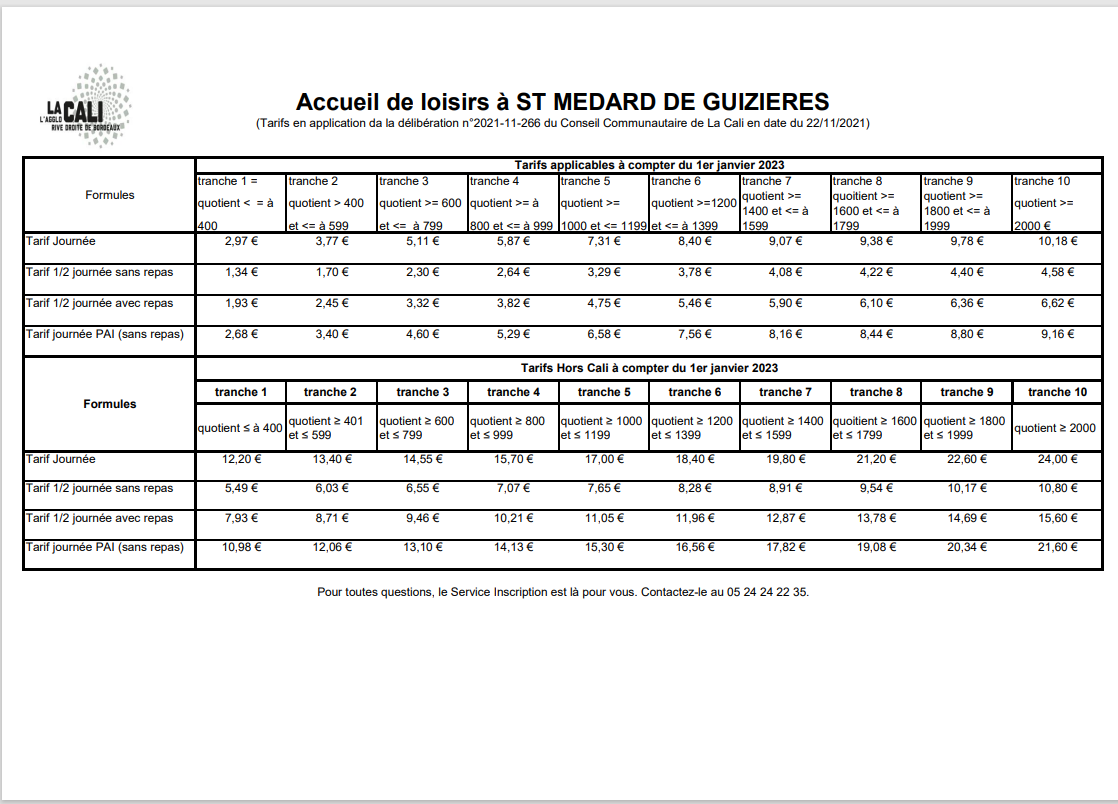 LA CALI
L'AGGLO
RIVE DROITE DE BORDEAUX
Accueil de loisirs à ST MEDARD DE GUIZIERES
(Tarifs en application da la délibération n°2021-11-266 du Conseil Communautaire de La Cali en date du 22/11/2021)
Formules
Tarifs applicables à compter du 1er janvier 2023
tranche 1 =
quotient < = à
400
tranche 2
quotient > 400
et <= à 599
tranche 3
quotient >= 600
et <= à 799
tranche 4
quotient >= à
800 et <= à 999
tranche 5
quotient >=
1000 et <= 1199
tranche 6
quotient >=1200
et <= à 1399
tranche 7
quotient >=
1400 et <= à
1599
tranche 8
quoitient >=
1600 et <= à
1799
tranche 9
quotient >=
1800 et <= à
1999
tranche 10
quotient >=
2000 €
Tarif Journée 2,97 € 3,77 € 5,11 € 5,87 € 7,31 € 8,40 € 9,07 € 9,38 € 9,78 € 10,18 €
Tarif 1/2 journée sans repas 1,34 € 1,70 € 2,30 € 2,64 € 3,29 € 3,78 € 4,08 € 4,22 € 4,40 € 4,58 €
Tarif 1/2 journée avec repas 1,93 € 2,45 € 3,32 € 3,82 € 4,75 € 5,46 € 5,90 € 6,10 € 6,36 € 6,62 €
Tarif journée PAI (sans repas) 2,68 € 3,40 € 4,60 € 5,29 € 6,58 € 7,56 € 8,16 € 8,44 € 8,80 € 9,16 €
Formules
Tarifs Hors Cali à compter du 1er janvier 2023
tranche 1 tranche 2 tranche 3 tranche 4 tranche 5 tranche 6 tranche 7 tranche 8 tranche 9 tranche 10
quotient ≤ à 400
quotient ≥ 401
et ≤ 599
quotient ≥ 600
et ≤ 799
quotient ≥ 800
et ≤ 999
quotient ≥ 1000
et ≤ 1199
quotient ≥ 1200
et ≤ 1399
quotient ≥ 1400
et ≤ 1599
quoitient ≥ 1600
et ≤ 1799
quotient ≥ 1800
et ≤ 1999
quotient ≥ 2000
Tarif Journée 12,20 € 13,40 € 14,55 € 15,70 € 17,00 € 18,40 € 19,80 € 21,20 € 22,60 € 24,00 €
Tarif 1/2 journée sans repas 5,49 € 6,03 € 6,55 € 7,07 € 7,65 € 8,28 € 8,91 € 9,54 € 10,17 € 10,80 €
Tarif 1/2 journée avec repas 7,93 € 8,71 € 9,46 € 10,21 € 11,05 € 11,96 € 12,87 € 13,78 € 14,69 € 15,60 €
Tarif journée PAI (sans repas) 10,98 € 12,06 € 13,10 € 14,13 € 15,30 € 16,56 € 17,82 € 19,08 € 20,34 € 21,60 €
Pour toutes questions, le Service Inscription est là pour vous. Contactez-le au 05 24 24 22 35.